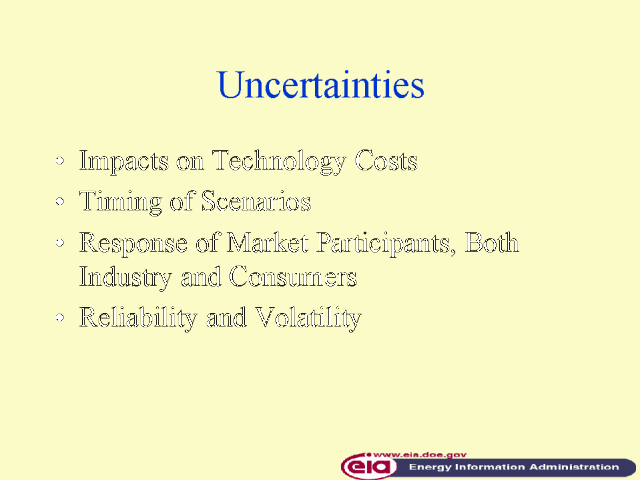 Uncertainties
• Impacts on Technology Costs
• Timing of Scenarios
• Response of Market Participants, Both
Industry and Consumers
• Reliability and Volatility
www.eia.doe.gov
eia Energy Information Administration